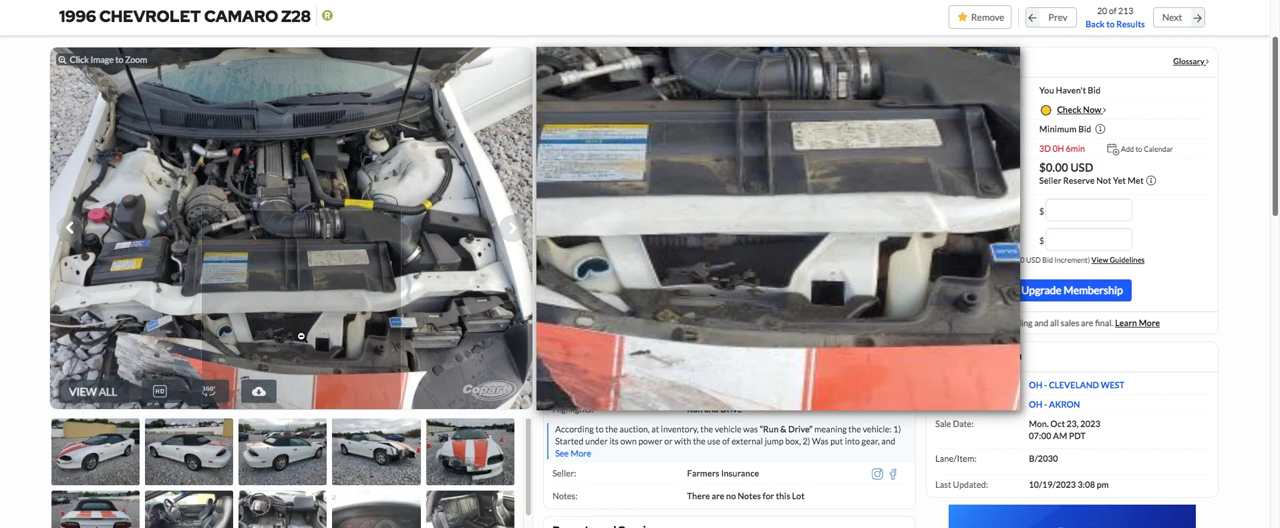 1996 CHEVROLET CAMARO Z28
R
Remove
Prev
20 of 213
Back to Results
Next
Click Image to Zoom
VIEW ALL
HD
360°
Copart
Glossary
You Haven't Bid
Check Now
Minimum Bid
3D 0H 6min
Add to Calendar
$0.00 USD
Seller Reserve Not Yet Met
$
$
0 USD Bid Increment) View Guidelines
Upgrade Membership
ing and all sales are final. Learn More
OH - CLEVELAND WEST
OH - AKRON
Sale Date: Mon. Oct 23, 2023
07:00 AM PDT
Lane/Item: B/2030
Last Updated: 10/19/2023 3:08 pm
Highlights: Run and Drive
According to the auction, at inventory, the vehicle was "Run & Drive" meaning the vehicle: 1)
Started under its own power or with the use of external jump box, 2) Was put into gear, and
See More
Seller: Farmers Insurance
Notes: There are no Notes for this Lot